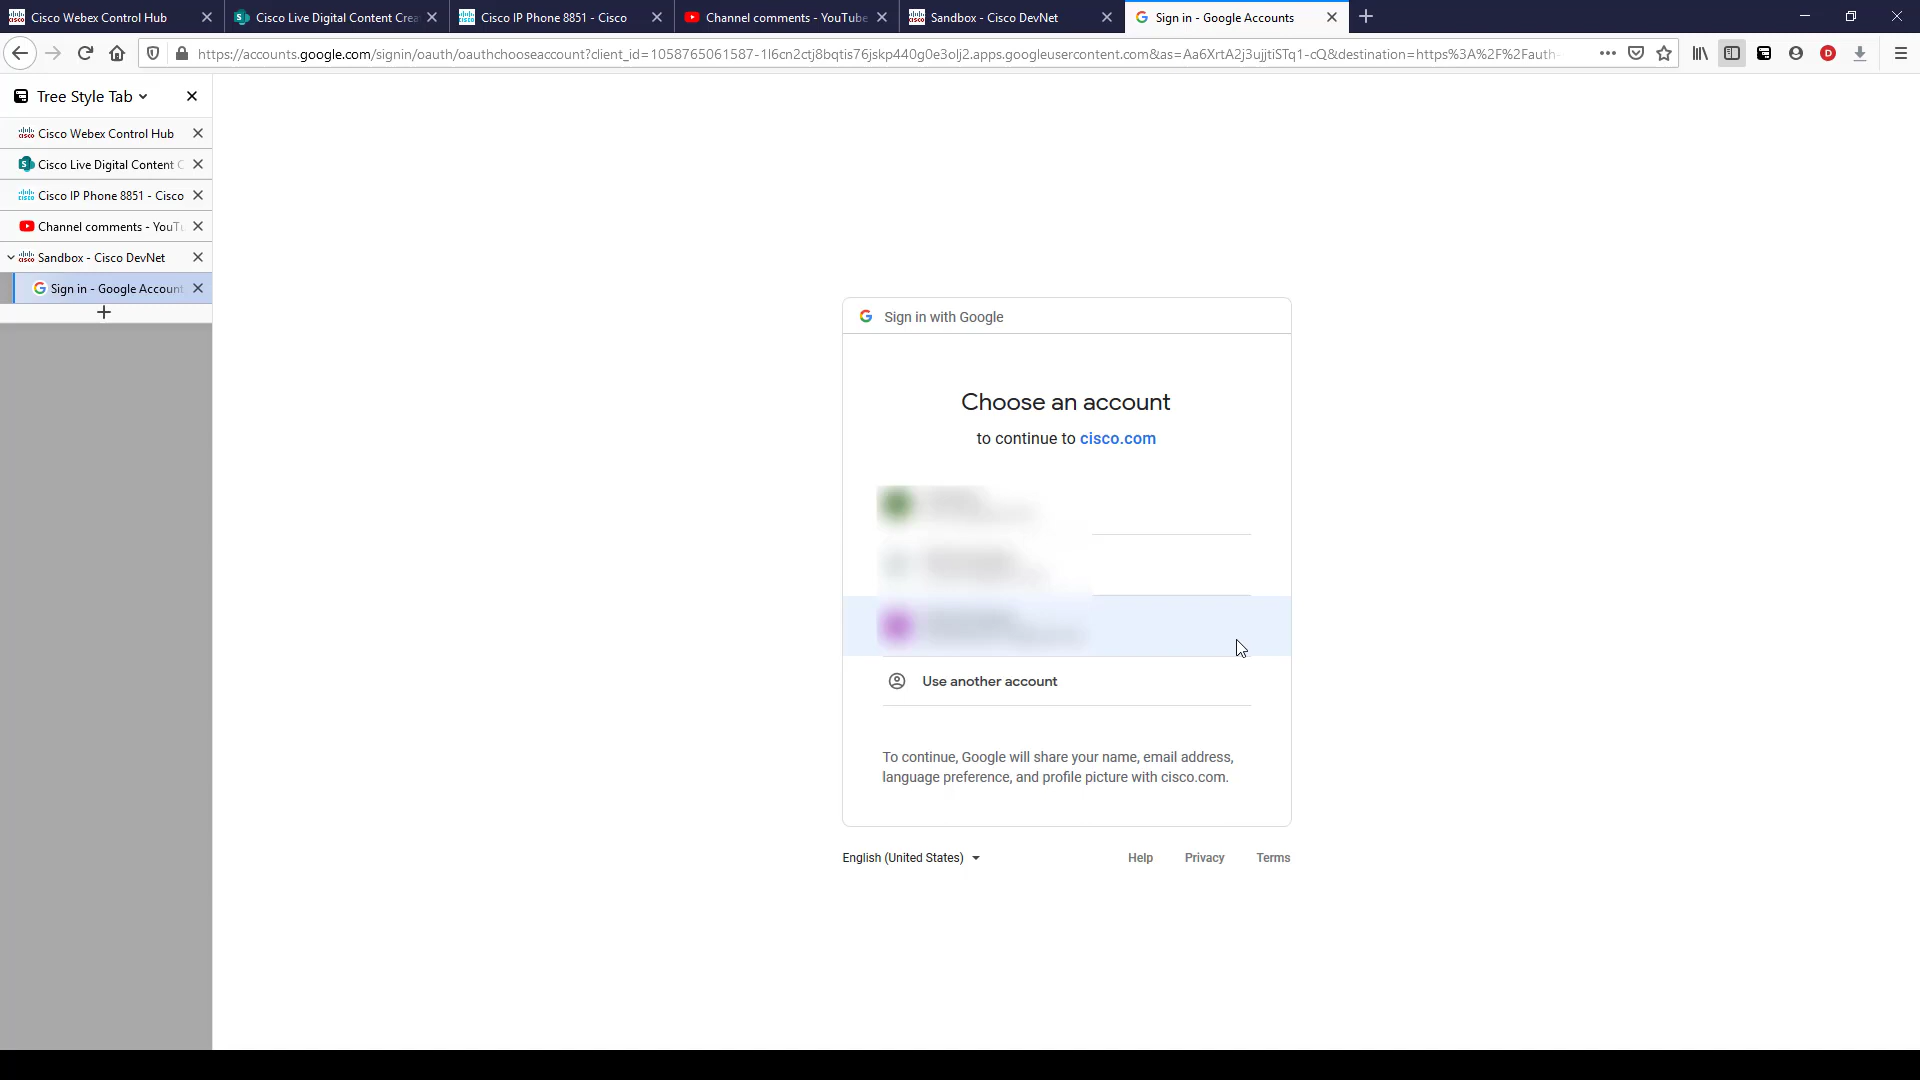 Cisco Webex Control Hub
Cisco Live Digital Content Crea
Cisco IP Phone 8851 - Cisco
Channel comments - YouTube
Sandbox - Cisco DevNet
Sign in - Google Accounts
https://accounts.google.com/signin/oauth/oauthchooseaccount?client_id=1058765061587-1l6cn2ctj8bqtis76jskp440g0e3olj2.apps.googleusercontent.com&as=Aa6XrtA2j3ujjtiSTq1-cQ&destination=https%3A%2F%2Fauth-
Tree Style Tab
Cisco Webex Control Hub
Cisco Live Digital Content C
Cisco IP Phone 8851 - Cisco
Channel comments - YouTu
Sandbox - Cisco DevNet
Sign in - Google Account
Sign in with Google
Choose an account
to continue to cisco.com
Use another account
To continue, Google will share your name, email address,
language preference, and profile picture with cisco.com.
English (United States)
Help
Privacy
Terms